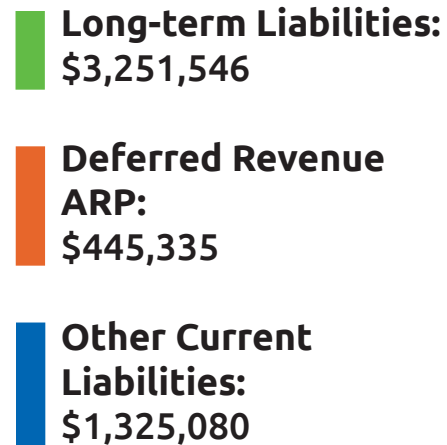 Long-term Liabilities:
$3,251,546
Deferred Revenue
ARP:
$445,335
Other Current
Liabilities:
$1,325,080